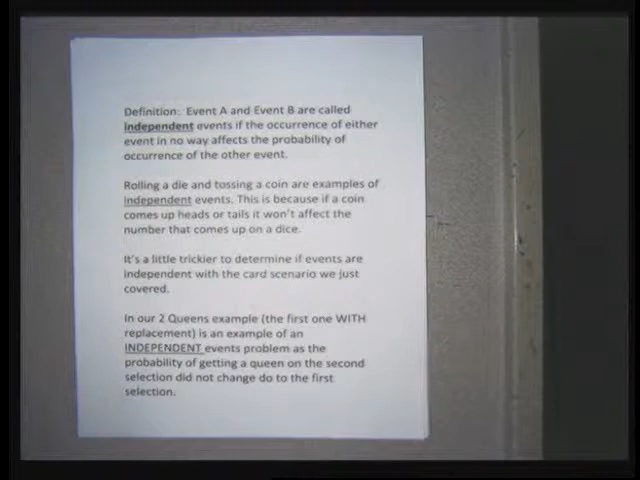 Definition: Event A and Event B are called
independent events if the occurrence of either
event in no way affects the probability of
occurrence of the other event.
Rolling a die and tossing a coin are examples of
independent events. This is because if a coin
comes up heads or tails it won't affect the
number that comes up on a dice.
It's a little trickier to determine if events are
independent with the card scenario we just
covered.
In our 2 Queens example (the first one WITH
replacement) is an example of an
INDEPENDENT events problem as the
probability of getting a queen on the second
selection did not change do to the first
selection.